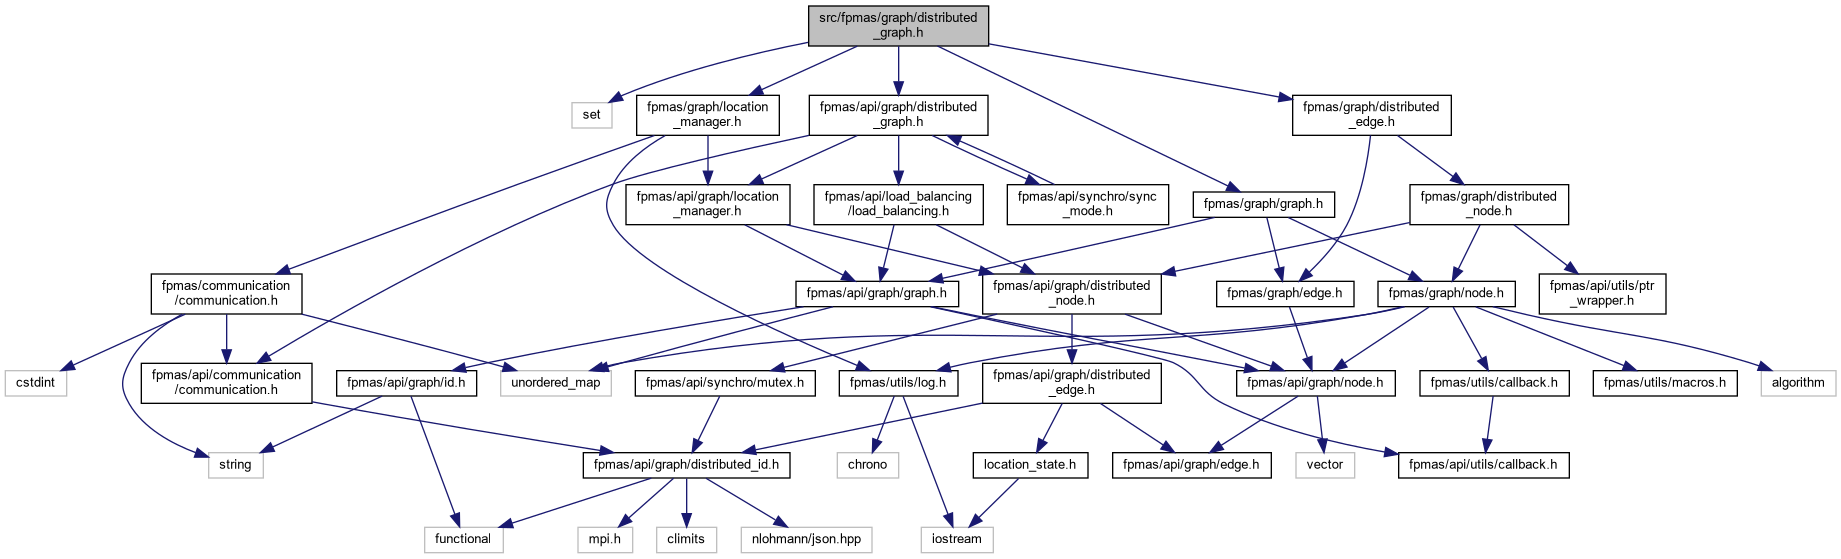 src/fpmas/graph/distributed
_graph.h
set
fpmas/graph/location
_manager.h
fpmas/api/graph/distributed
_graph.h
fpmas/graph/distributed
_edge.h
fpmas/api/graph/location
_manager.h
fpmas/api/load_balancing
/load_balancing.h
fpmas/api/synchro/sync
_mode.h
fpmas/graph/graph.h
fpmas/graph/distributed
_node.h
fpmas/communication
/communication.h
fpmas/api/graph/graph.h
fpmas/api/graph/distributed
_node.h
fpmas/graph/edge.h
fpmas/graph/node.h
fpmas/api/utils/ptr
_wrapper.h
cstdint
fpmas/api/communication
/communication.h
fpmas/api/graph/id.h
unordered_map
fpmas/api/synchro/mutex.h
fpmas/utils/log.h
fpmas/api/graph/distributed
_edge.h
fpmas/api/graph/node.h
fpmas/utils/callback.h
fpmas/utils/macros.h
algorithm
string
fpmas/api/graph/distributed_id.h
chrono
location_state.h
fpmas/api/graph/edge.h
vector
fpmas/api/utils/callback.h
functional
mpi.h
climits
nlohmann/json.hpp
iostream